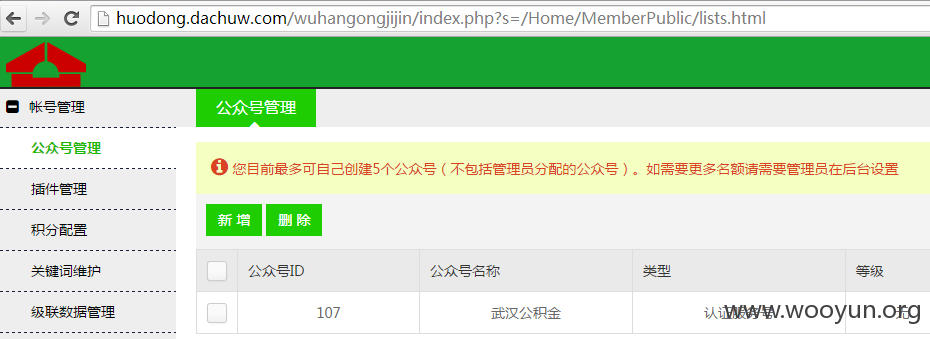 huodong.dachuw.com/wuhangongjijin/index.php?s=/Home/MemberPublic/lists.html
帐号管理
公众号管理
插件管理
积分配置
关键词维护
级联数据管理
公众号管理
您目前最多可自己创建5个公众号（不包括管理员分配的公众号）。如需要更多名额请需要管理员在后台设置
新 增 删 除
公众号ID 公众号名称 类型 等级
107 武汉公积金 认证服务号
www.wooyun.org